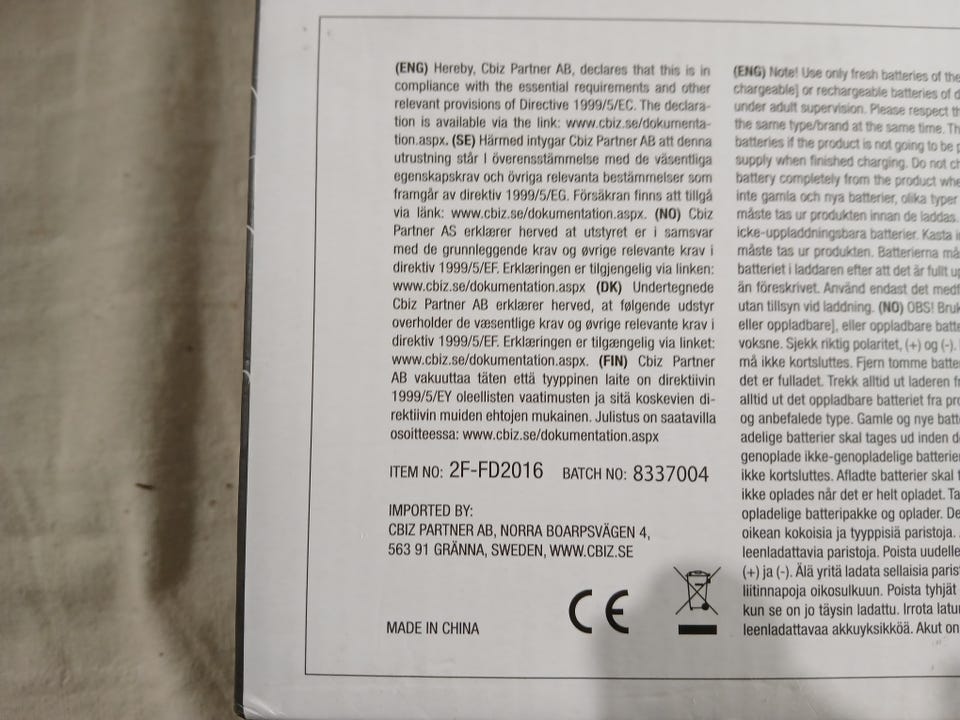 (ENG) Hereby, Cbiz Partner AB, declares that this is in
compliance with the essential requirements and other
relevant provisions of Directive 1999/5/EC. The declara-
tion is available via the link: www.cbiz.se/dokumenta-
tion.aspx. (SE) Härmed intygar Cbiz Partner AB att denna
utrustning står I överensstämmelse med de väsentliga
egenskapskrav och övriga relevanta bestämmelser som
framgår av direktiv 1999/5/EG. Försäkran finns att tillgå
via länk: www.cbiz.se/dokumentation.aspx. (NO) Cbiz
Partner AS erklærer herved at utstyret er i samsvar
med de grunnleggende krav og øvrige relevante krav i
direktiv 1999/5/EF. Erklæringen er tilgjengelig via linken:
www.cbiz.se/dokumentation.aspx (DK) Undertegnede
Cbiz Partner AB erklærer herved, at følgende udstyr
overholder de væsentlige krav og øvrige relevante krav i
direktiv 1999/5/EF. Erklæringen er tilgængelig via linket:
www.cbiz.se/dokumentation.aspx. (FIN) Cbiz Partner
AB vakuuttaa täten että tyyppinen laite on direktiivin
1999/5/EY oleellisten vaatimusten ja sitä koskevien di-
rektiivin muiden ehtojen mukainen. Julistus on saatavilla
osoitteessa: www.cbiz.se/dokumentation.aspx
ITEM NO: 2F-FD2016 BATCH NO: 8337004
IMPORTED BY:
CBIZ PARTNER AB, NORRA BOARPSVÄGEN 4,
563 91 GRÄNNA, SWEDEN, WWW.CBIZ.SE
MADE IN CHINA
CE
(ENG) Note! Use only fresh batteries of the
chargeable] or rechargeable batteries of
under adult supervision. Please respect
the same type/brand at the same time.
batteries if the product is not going to be
supply when finished charging. Do not
battery completely from the product
inte gamla och nya batterier, olika typer
måste tas ur produkten innan de laddas.
icke-uppladdningsbara batterier. Kasta
måste tas ur produkten. Batterierna
batteriet i laddaren efter att det är fullt
än föreskrivet. Använd endast det
utan tillsyn vid laddning. (NO) OBS!
eller oppladbare], eller oppladbare
voksne. Sjekk riktig polaritet, (+) og (-).
må ikke kortsluttes. Fjern tomme
det er fulladet. Trekk alltid ut laderen
alltid ut det oppladbare batteriet fra
og anbefalede type. Gamle og nye
adelige batterier skal tages ud inden
genoplade ikke-genopladelige
ikke kortsluttes. Afladte batterier skal
ikke oplades når det er helt opladet.
opladelige batteripakke og oplader.
oikean kokoisia ja tyyppisiä paristoja.
leenladattavia paristoja. Poista
(+) ja (-). Älä yritä ladata sellaisia
liitinnapoja oikosulkuun. Poista tyhjät
kun se on jo täysin ladattu. Irrota
leenladattavaa akkuyksikköä. Akut on